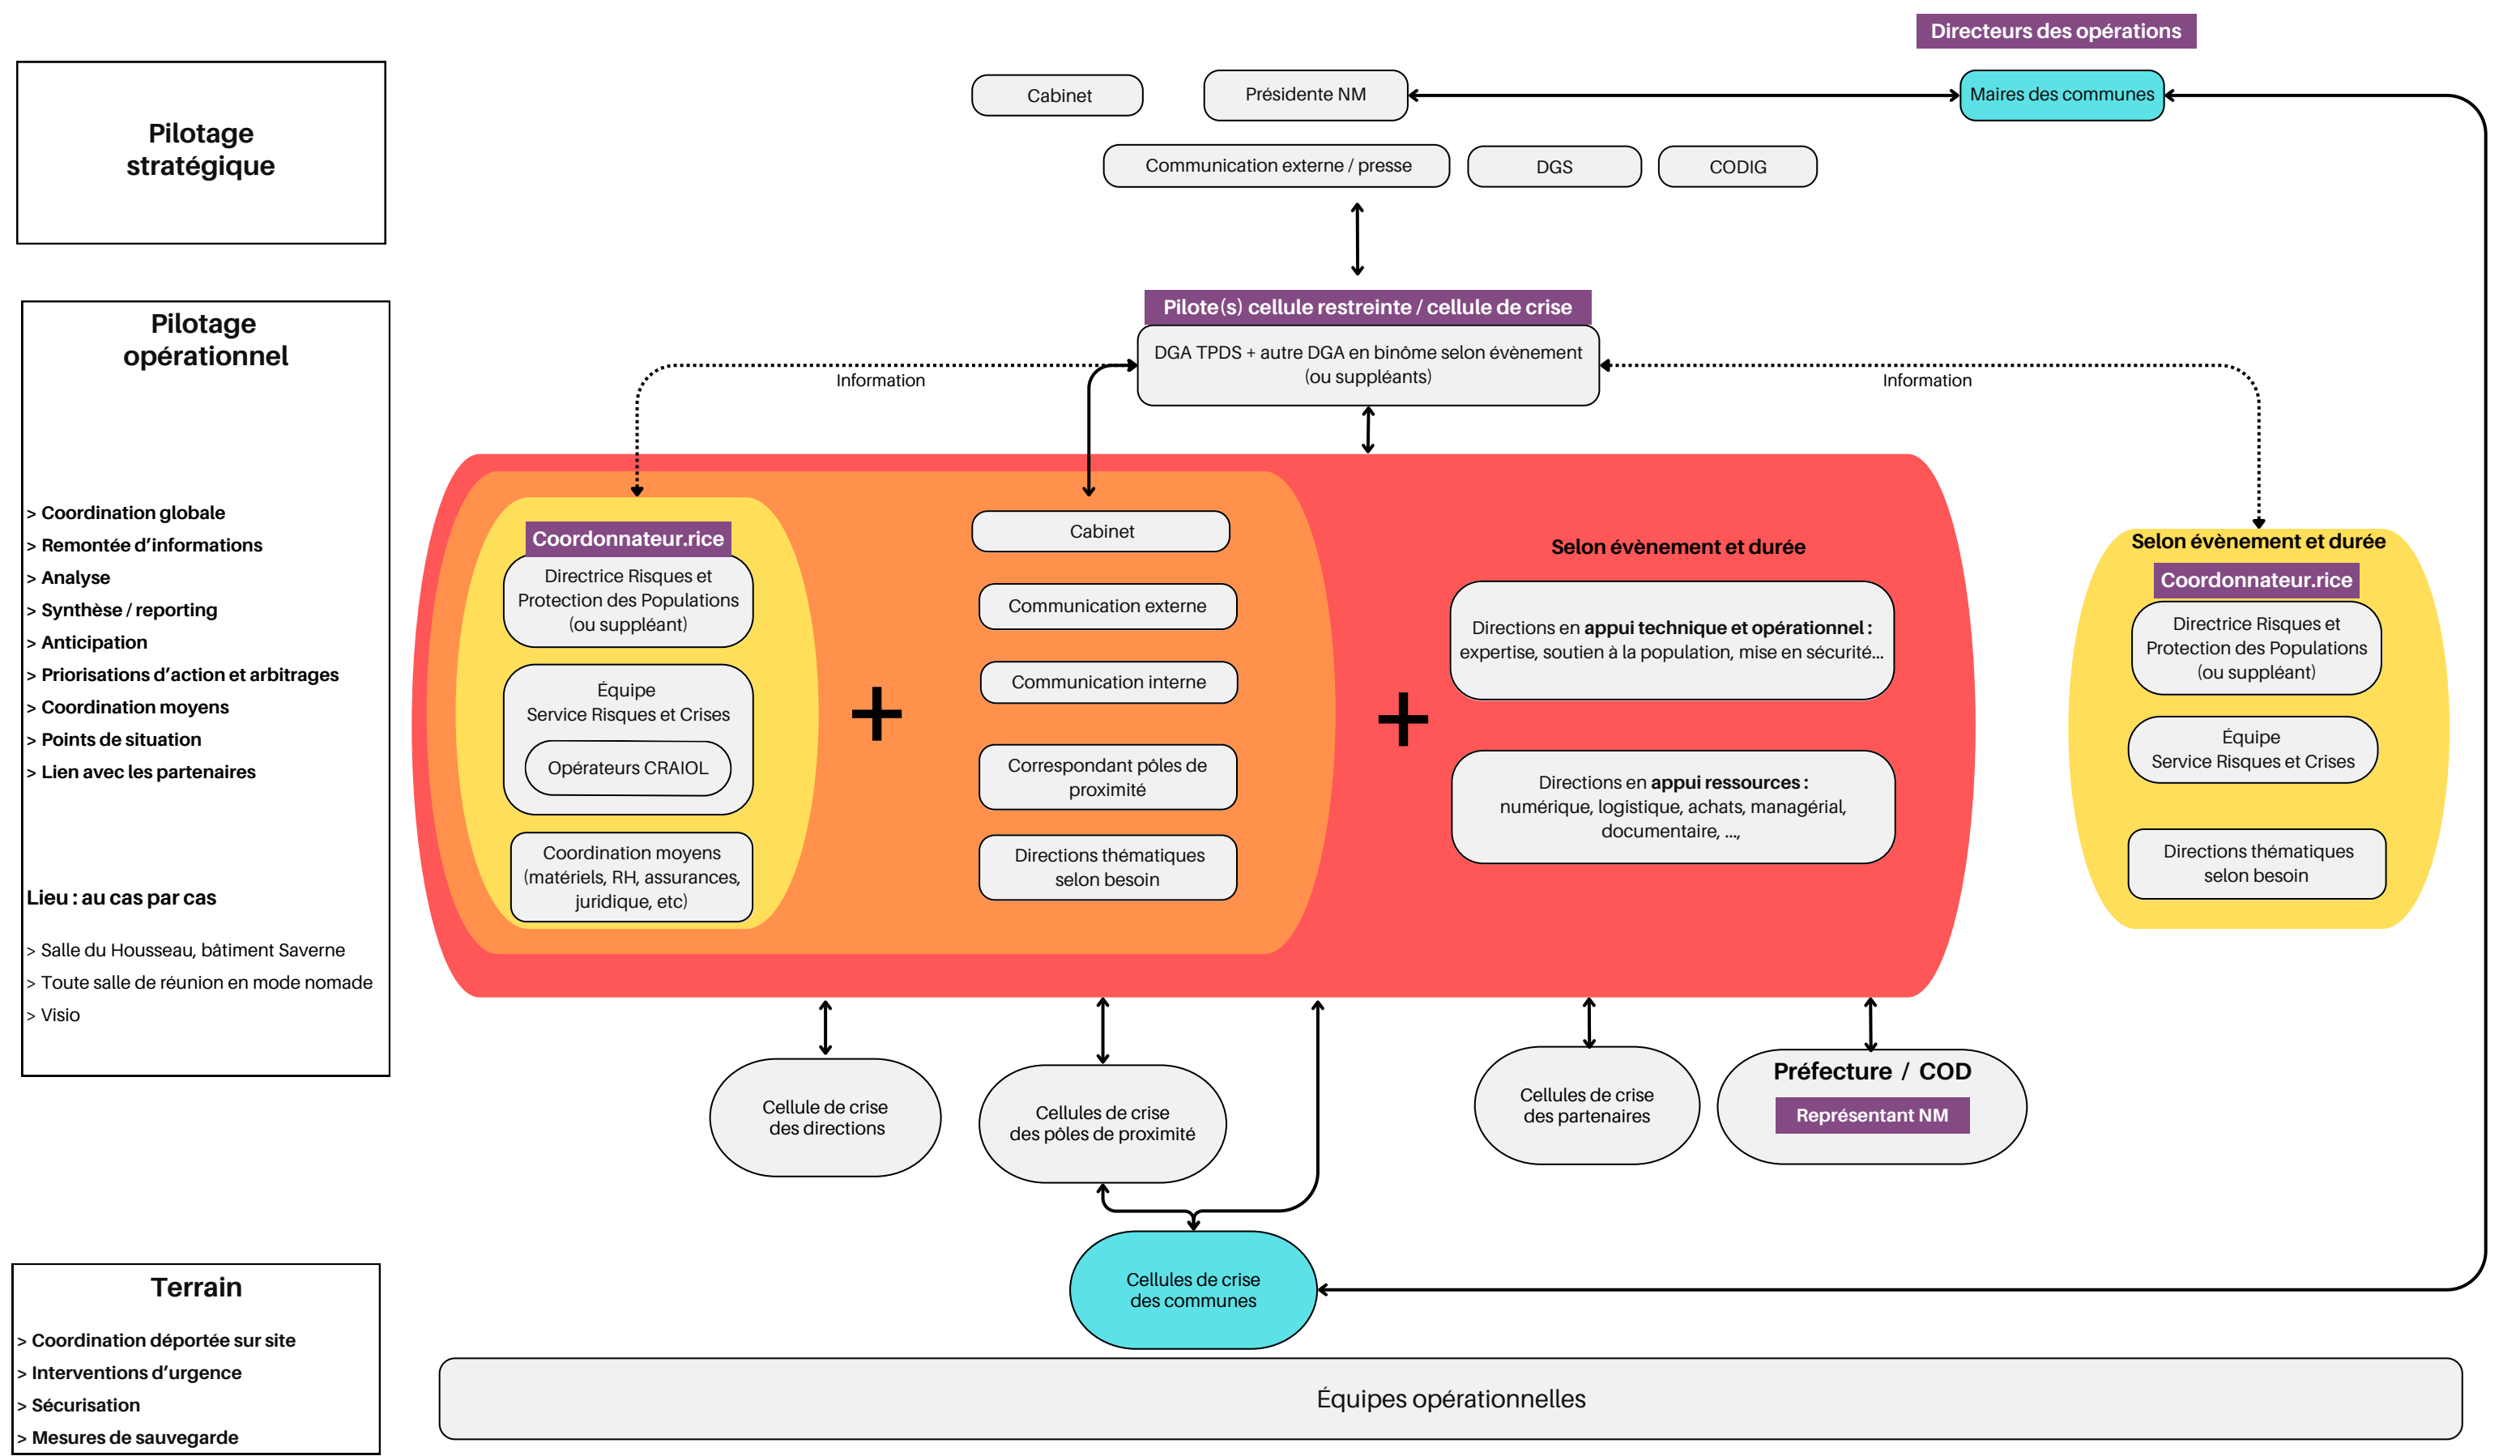 Directeurs des opérations
Pilotage
stratégique
Cabinet
Présidente NM
Maires des communes
Communication externe / presse
DGS
CODIG
Pilotage
opérationnel
> Coordination globale
> Remontée d’informations
> Analyse
> Synthèse / reporting
> Anticipation
> Priorisations d’action et arbitrages
> Coordination moyens
> Points de situation
> Lien avec les partenaires
Lieu : au cas par cas
> Salle du Housseau, bâtiment Saverne
> Toute salle de réunion en mode nomade
> Visio
Pilote(s) cellule restreinte / cellule de crise
DGA TPDS + autre DGA en binôme selon évènement
(ou suppléants)
Information
Information
Coordonnateur.rice
Directrice Risques et
Protection des Populations
(ou suppléant)
Équipe
Service Risques et Crises
Opérateurs CRAIOL
Coordination moyens
(matériels, RH, assurances,
juridique, etc)
+
Cabinet
Communication externe
Communication interne
Correspondant pôles de
proximité
Directions thématiques
selon besoin
+
Selon évènement et durée
Directions en appui technique et opérationnel :
expertise, soutien à la population, mise en sécurité...
Directions en appui ressources :
numérique, logistique, achats, managérial,
documentaire, ...,
Selon évènement et durée
Coordonnateur.rice
Directrice Risques et
Protection des Populations
(ou suppléant)
Équipe
Service Risques et Crises
Directions thématiques
selon besoin
Cellule de crise
des directions
Cellules de crise
des pôles de proximité
Cellules de crise
des partenaires
Préfecture / COD
Représentant NM
Cellules de crise
des communes
Terrain
> Coordination déportée sur site
> Interventions d’urgence
> Sécurisation
> Mesures de sauvegarde
Équipes opérationnelles